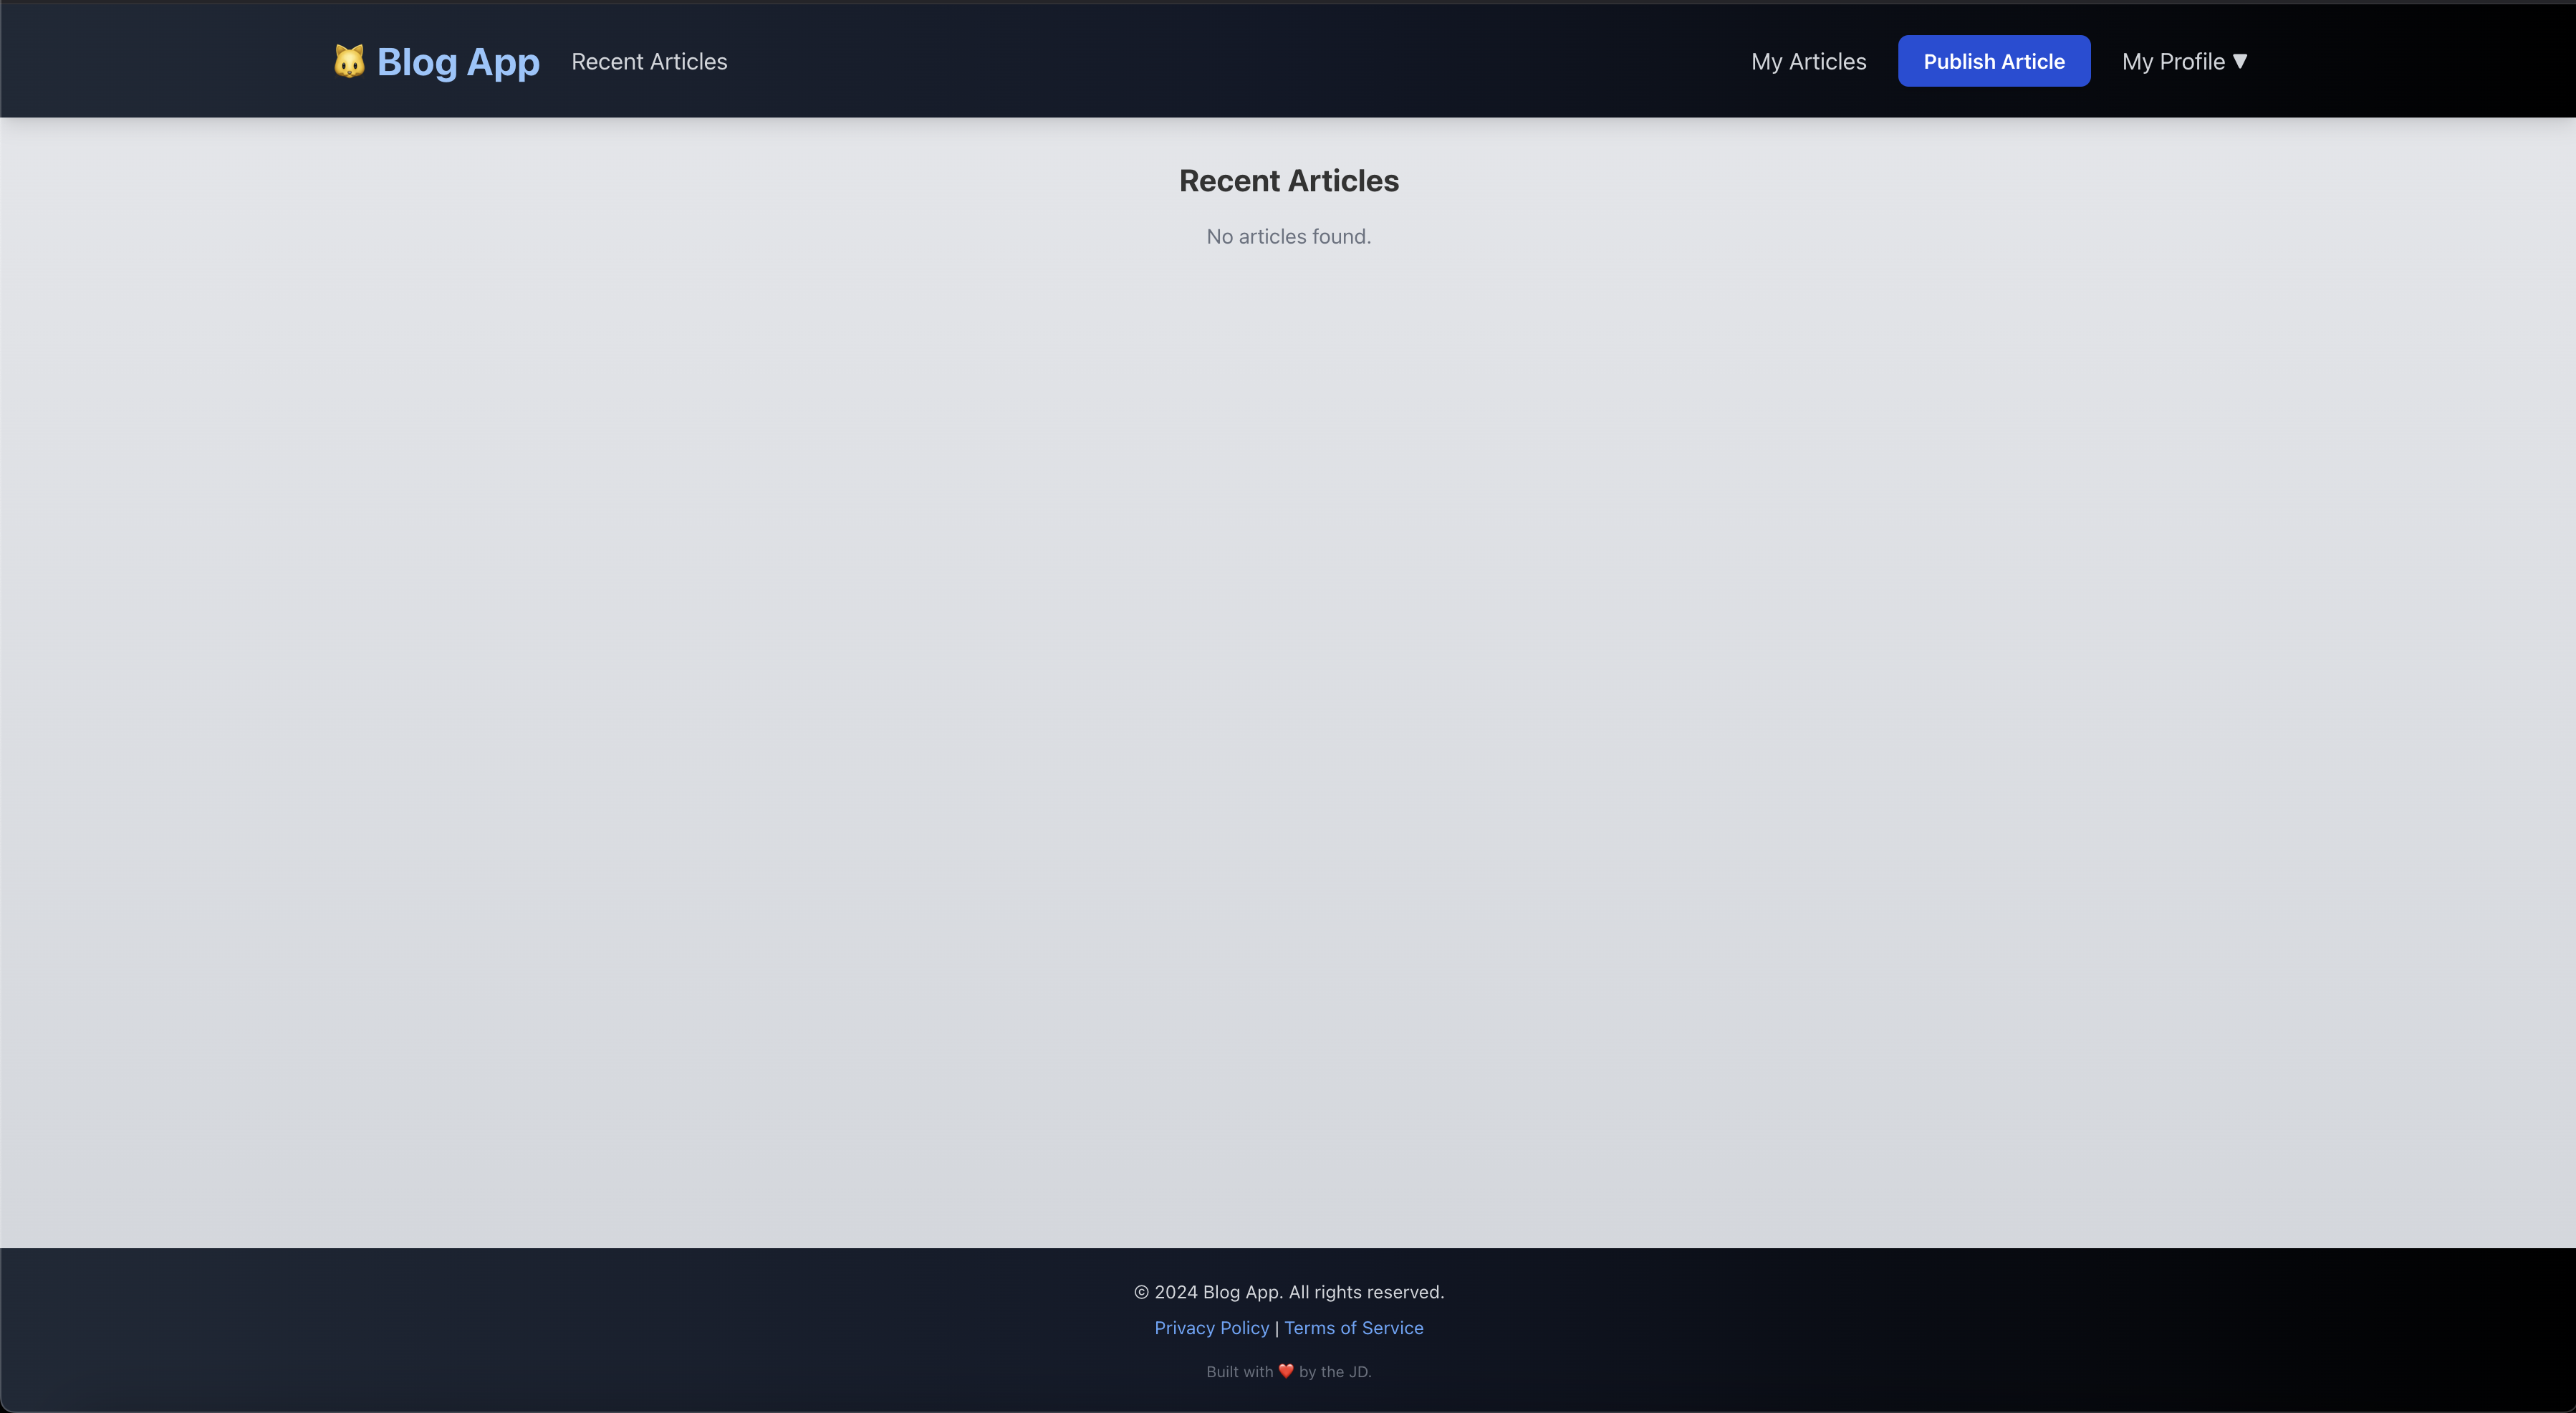 🐱 Blog App
Recent Articles
My Articles
Publish Article
My Profile ▼
Recent Articles
No articles found.
© 2024 Blog App. All rights reserved.
Privacy Policy | Terms of Service
Built with ❤️ by the JD.